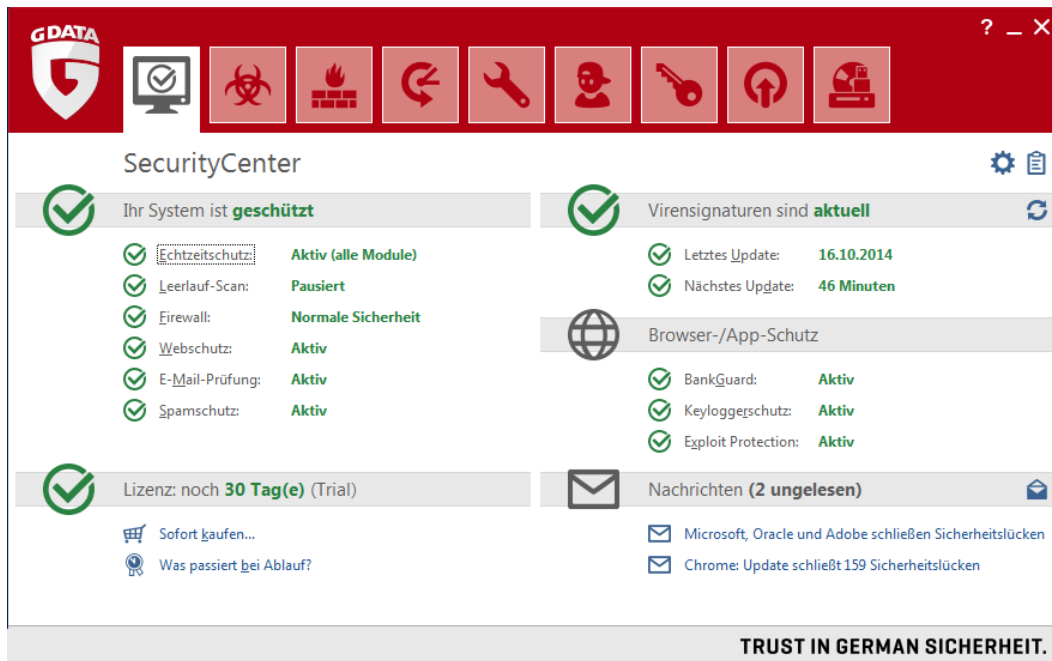 GDATA
? _ X
SecurityCenter
Ihr System ist geschützt
Echtzeitschutz: Aktiv (alle Module)
Leerlauf-Scan: Pausiert
Firewall: Normale Sicherheit
Webschutz: Aktiv
E-Mail-Prüfung: Aktiv
Spamschutz: Aktiv
Virensignaturen sind aktuell
Letztes Update: 16.10.2014
Nächstes Update: 46 Minuten
Browser-/App-Schutz
BankGuard: Aktiv
Keyloggerschutz: Aktiv
Exploit Protection: Aktiv
Lizenz: noch 30 Tag(e) (Trial)
Sofort kaufen...
Was passiert bei Ablauf?
Nachrichten (2 ungelesen)
Microsoft, Oracle und Adobe schließen Sicherheitslücken
Chrome: Update schließt 159 Sicherheitslücken
TRUST IN GERMAN SICHERHEIT.